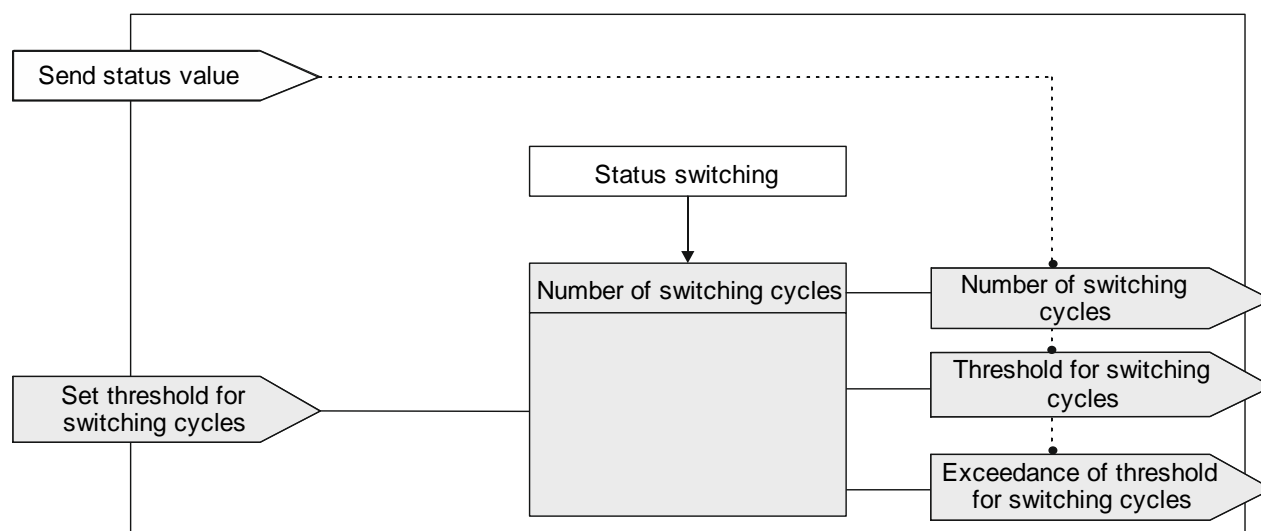 Send status value
Status switching
Number of switching cycles
Number of switching
cycles
Threshold for switching
cycles
Set threshold for
switching cycles
Exceedance of threshold
for switching cycles